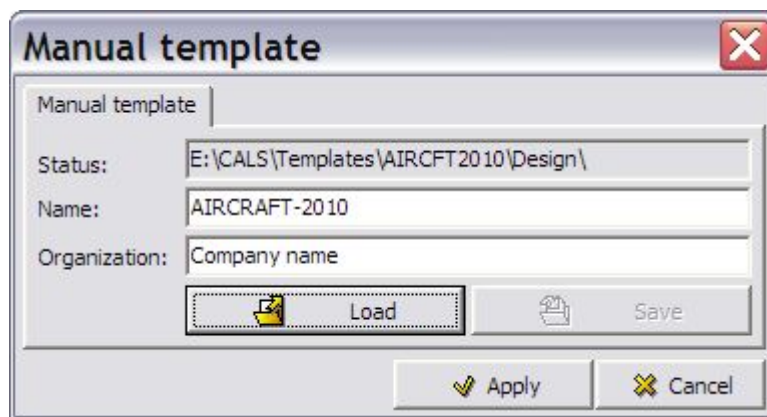 Manual template
Manual template
Status: E:\CALS\Templates\AIRCFT2010\Design\
Name: AIRCRAFT-2010
Organization: Company name
Load Save
Apply Cancel